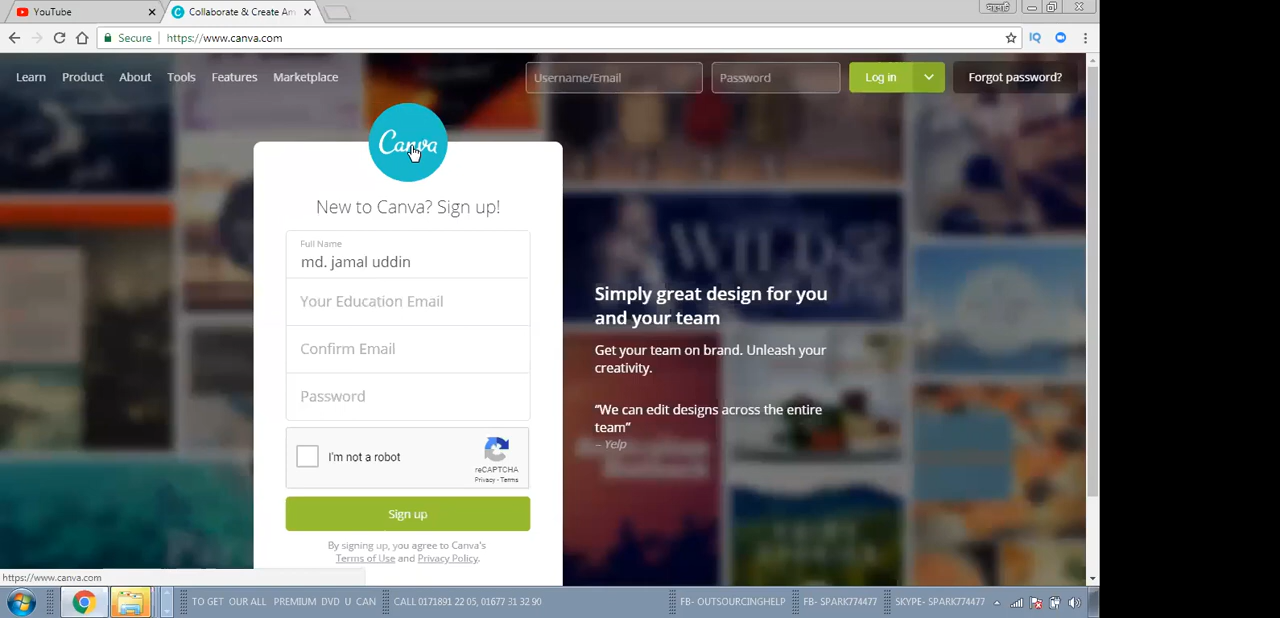 YouTube
Collaborate & Create Am
Secure
https://www.canva.com
IQ
Learn Product About Tools Features Marketplace
Username/Email
Password
Log in
Forgot password?
Canva
New to Canva? Sign up!
Full Name
md. jamal uddin
Your Education Email
Confirm Email
Password
I'm not a robot
reCAPTCHA
Privacy - Terms
Sign up
By signing up, you agree to Canva's
Terms of Use and Privacy Policy.
Simply great design for you
and your team
Get your team on brand. Unleash your
creativity.
“We can edit designs across the entire
team”
– Yelp
WILD &
https://www.canva.com
TO GET OUR ALL PREMIUM DVD U CAN
CALL 0171891 22 05, 01677 31 32 90
FB- OUTSOURCINGHELP
FB- SPARK774477
SKYPE- SPARK774477